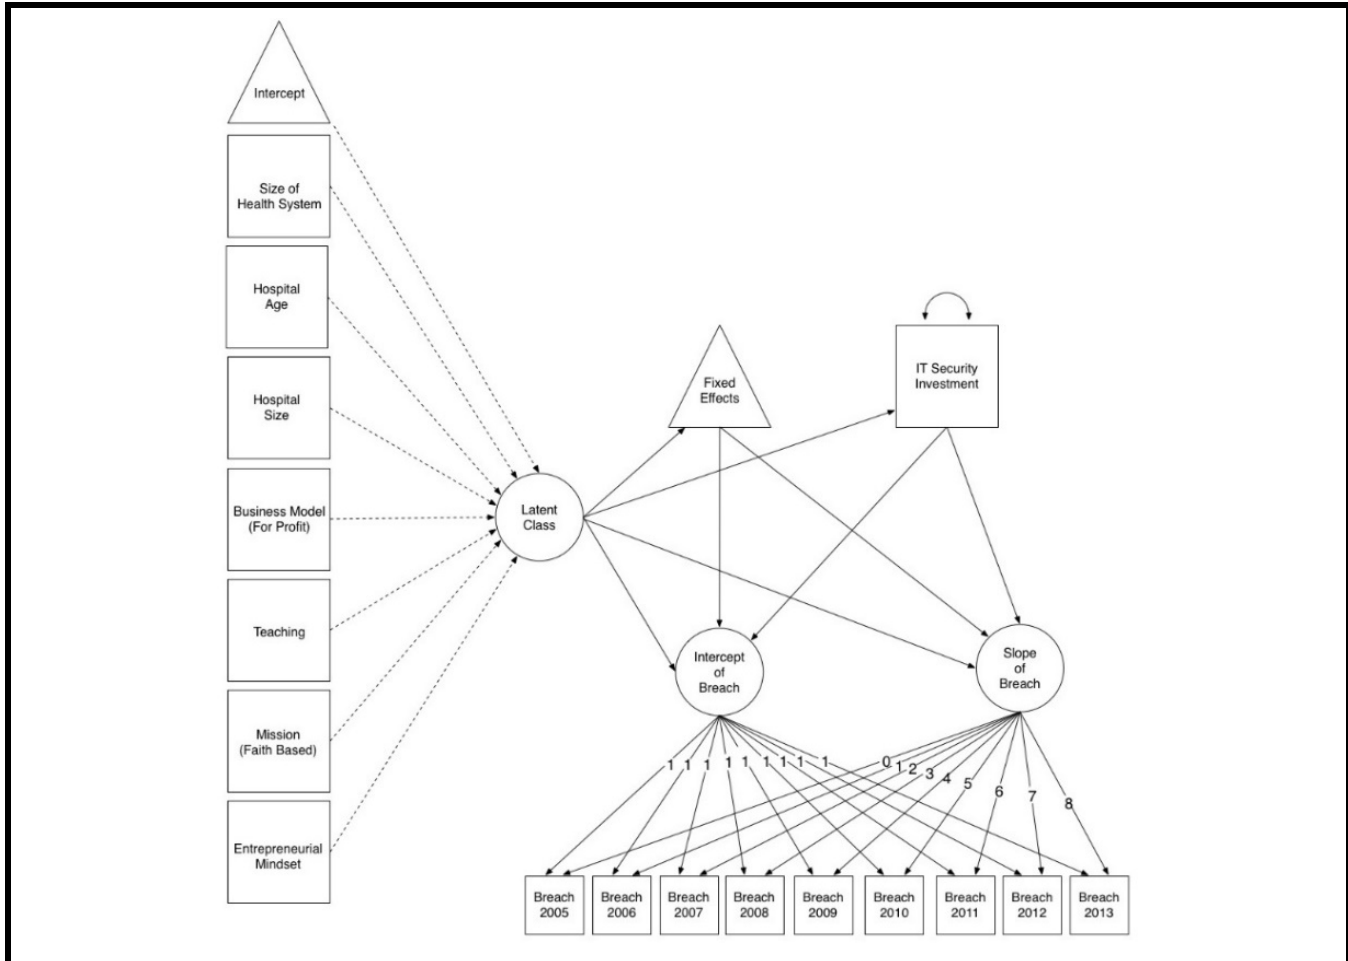 Intercept
Size of
Health System
Hospital
Age
Hospital
Size
Business Model
(For Profit)
Teaching
Mission
(Faith Based)
Entrepreneurial
Mindset
Latent
Class
Fixed
Effects
IT Security
Investment
Intercept
of
Breach
Slope
of
Breach
1 1 1 1 1 1 1 1 1
0 1 2 3 4 5 6 7 8
Breach
2005
Breach
2006
Breach
2007
Breach
2008
Breach
2009
Breach
2010
Breach
2011
Breach
2012
Breach
2013